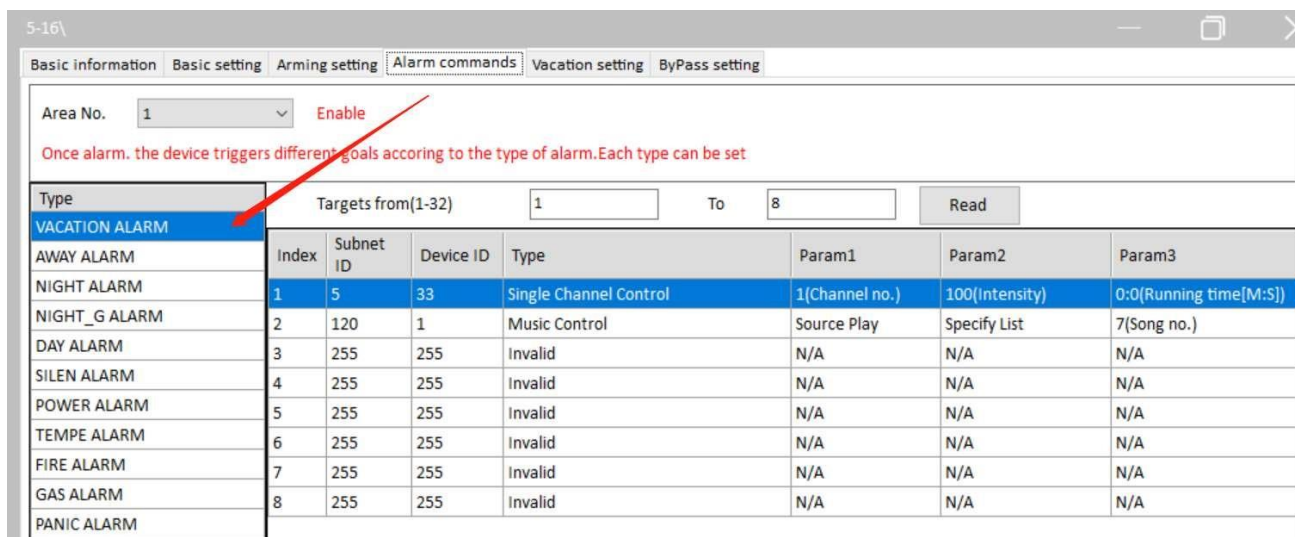 5-16\
Basic information Basic setting Arming setting Alarm commands Vacation setting ByPass setting
Area No. 1 Enable
Once alarm. the device triggers different goals accoring to the type of alarm.Each type can be set
Type
VACATION ALARM
AWAY ALARM
NIGHT ALARM
NIGHT_G ALARM
DAY ALARM
SILEN ALARM
POWER ALARM
TEMPE ALARM
FIRE ALARM
GAS ALARM
PANIC ALARM
Targets from(1-32) 1 To 8 Read
Index Subnet ID Device ID Type Param1 Param2 Param3
1 5 33 Single Channel Control 1(Channel no.) 100(Intensity) 0:0(Running time[M:S])
2 120 1 Music Control Source Play Specify List 7(Song no.)
3 255 255 Invalid N/A N/A N/A
4 255 255 Invalid N/A N/A N/A
5 255 255 Invalid N/A N/A N/A
6 255 255 Invalid N/A N/A N/A
7 255 255 Invalid N/A N/A N/A
8 255 255 Invalid N/A N/A N/A